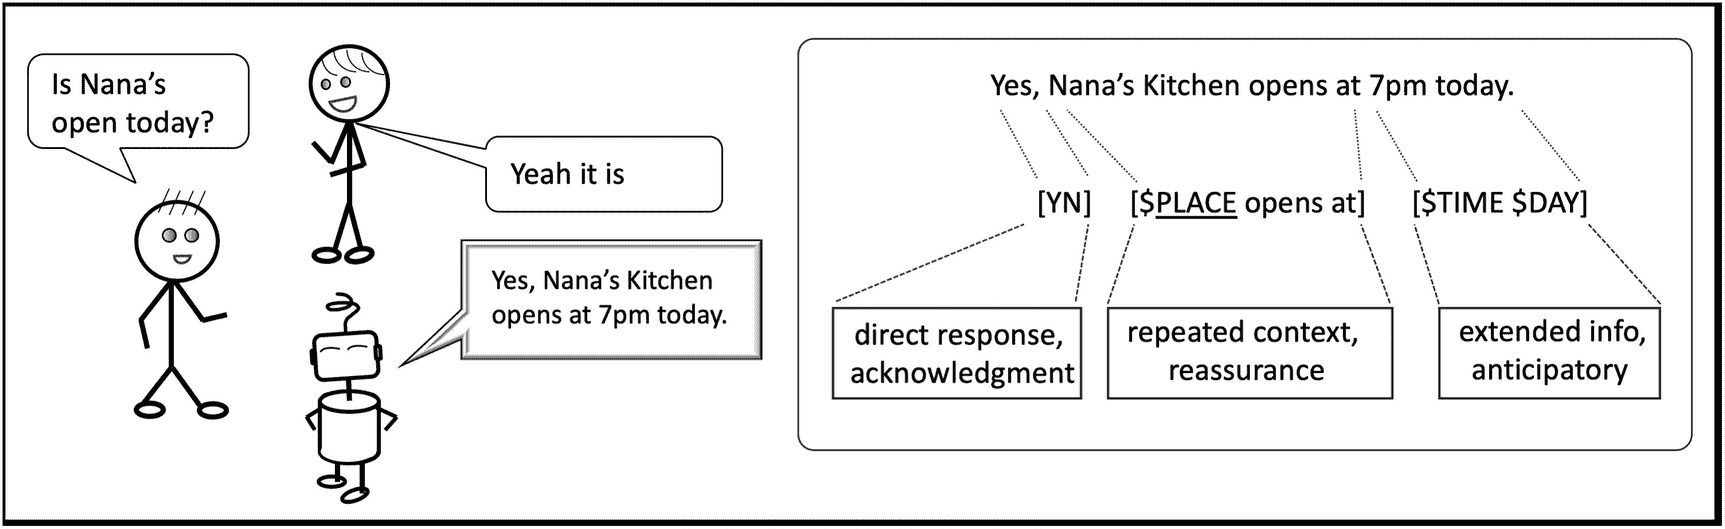 Is Nana’s
open today?
Yeah it is
Yes, Nana’s Kitchen
opens at 7pm today.
Yes, Nana’s Kitchen opens at 7pm today.
[YN] [$PLACE opens at] [$TIME $DAY]
direct response,
acknowledgment
repeated context,
reassurance
extended info,
anticipatory